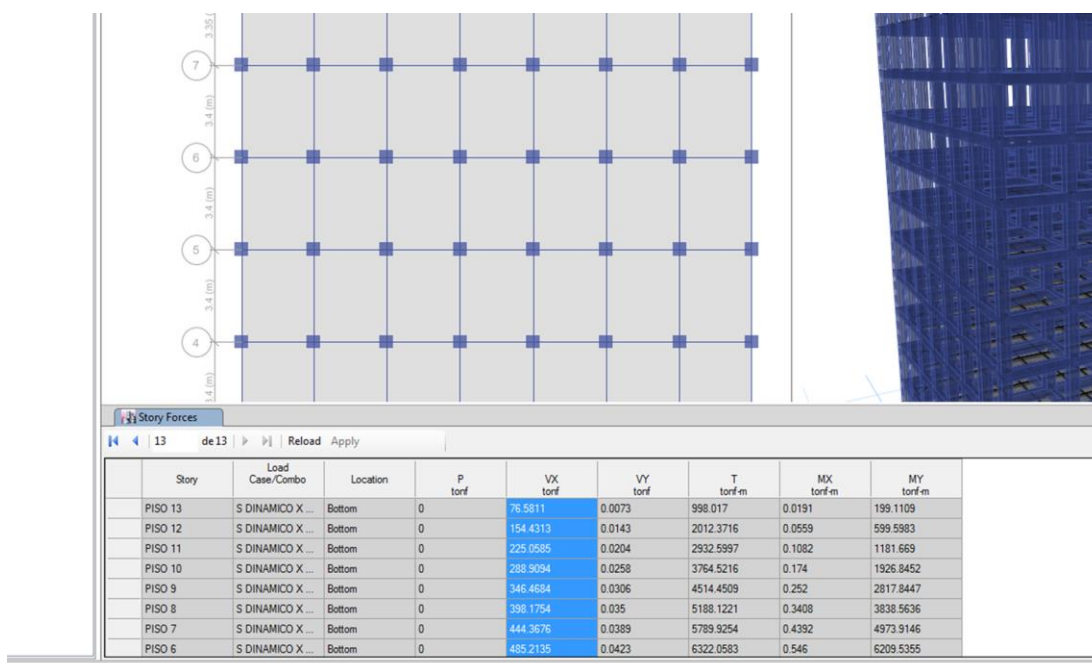 3.35 (
7
3.4 (m)
6
3.4 (m)
5
3.4 (m)
4
3.4 (m)
Story Forces
13 de 13 Reload Apply
Story Load Case/Combo Location P tonf VX tonf VY tonf T tonf-m MX tonf-m MY tonf-m
PISO 13 S DINAMICO X ... Bottom 0 76.5811 0.0073 998.017 0.0191 199.1109
PISO 12 S DINAMICO X ... Bottom 0 154.4313 0.0143 2012.3716 0.0559 599.5983
PISO 11 S DINAMICO X ... Bottom 0 225.0585 0.0204 2932.5997 0.1082 1181.669
PISO 10 S DINAMICO X ... Bottom 0 288.9094 0.0258 3764.5216 0.174 1926.8452
PISO 9 S DINAMICO X ... Bottom 0 346.4684 0.0306 4514.4509 0.252 2817.8447
PISO 8 S DINAMICO X ... Bottom 0 398.1754 0.035 5188.1221 0.3408 3838.5636
PISO 7 S DINAMICO X ... Bottom 0 444.3676 0.0389 5789.9254 0.4392 4973.9146
PISO 6 S DINAMICO X ... Bottom 0 485.2135 0.0423 6322.0583 0.546 6209.5355